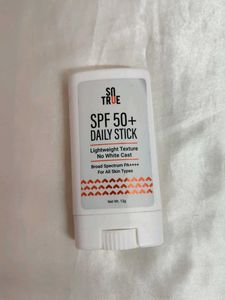 SO
TRUE
SPF 50+
DAILY STICK
Lightweight Texture
No White Cast
Broad Spectrum PA++++
For All Skin Types
Net Wt. 13g